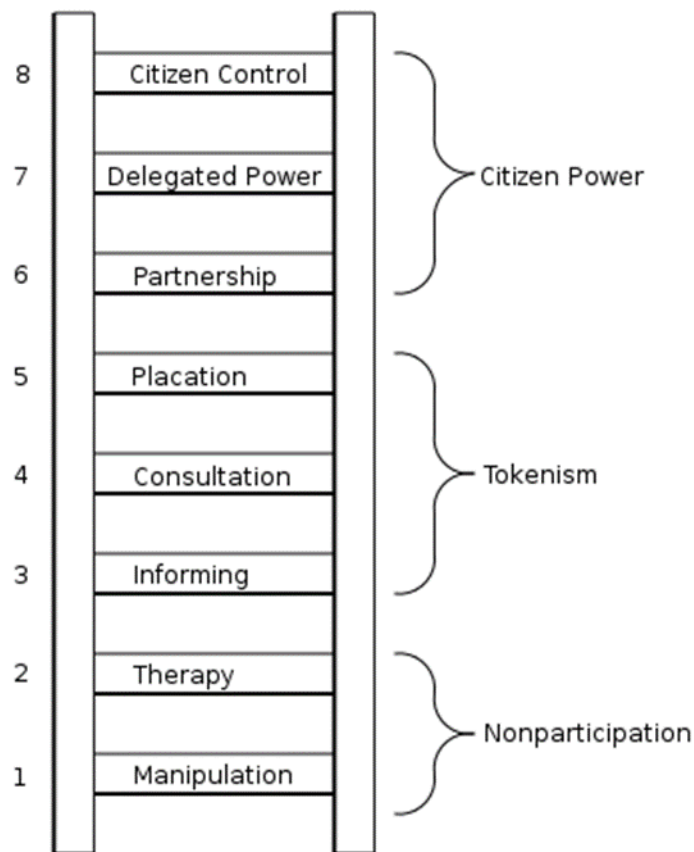 8 Citizen Control
7 Delegated Power
Citizen Power
6 Partnership
5 Placation
4 Consultation
Tokenism
3 Informing
2 Therapy
Nonparticipation
1 Manipulation